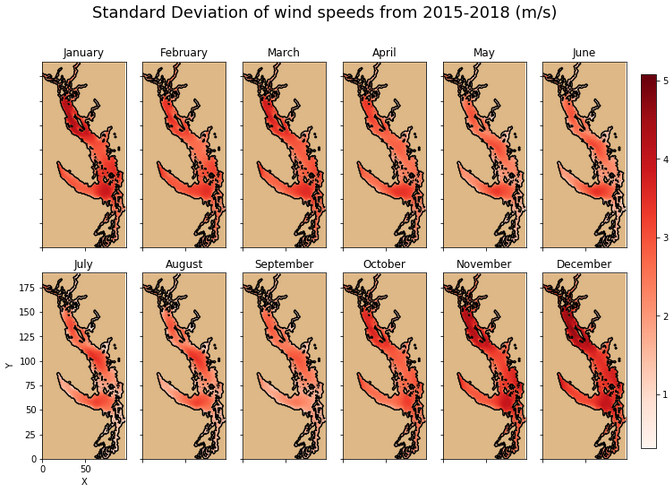 Standard Deviation of wind speeds from 2015-2018 (m/s)
January
February
March
April
May
June
5
4
3
2
1
July
August
September
October
November
December
175
150
125
100
75
50
25
0
Y
0
50
X